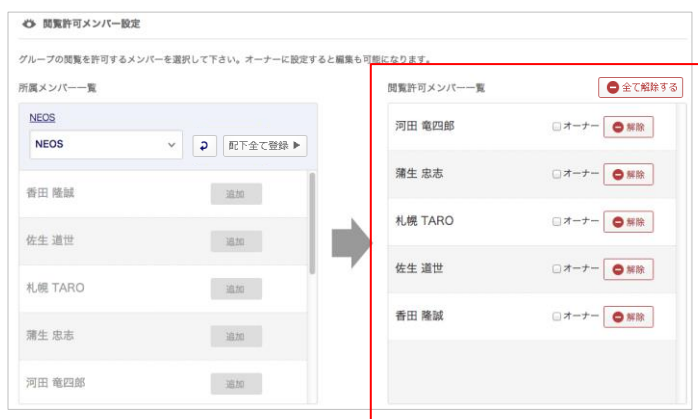 閲覧許可メンバー設定
グループの閲覧を許可するメンバーを選択して下さい。オーナーに設定すると編集も可能になります。
所属メンバー一覧
NEOS
NEOS
配下全て登録 ▶
香田 隆誠 追加
佐生 道世 追加
札幌 TARO 追加
蒲生 忠志 追加
河田 竜四郎 追加
閲覧許可メンバー一覧 全て解除する
河田 竜四郎 オーナー 解除
蒲生 忠志 オーナー 解除
札幌 TARO オーナー 解除
佐生 道世 オーナー 解除
香田 隆誠 オーナー 解除